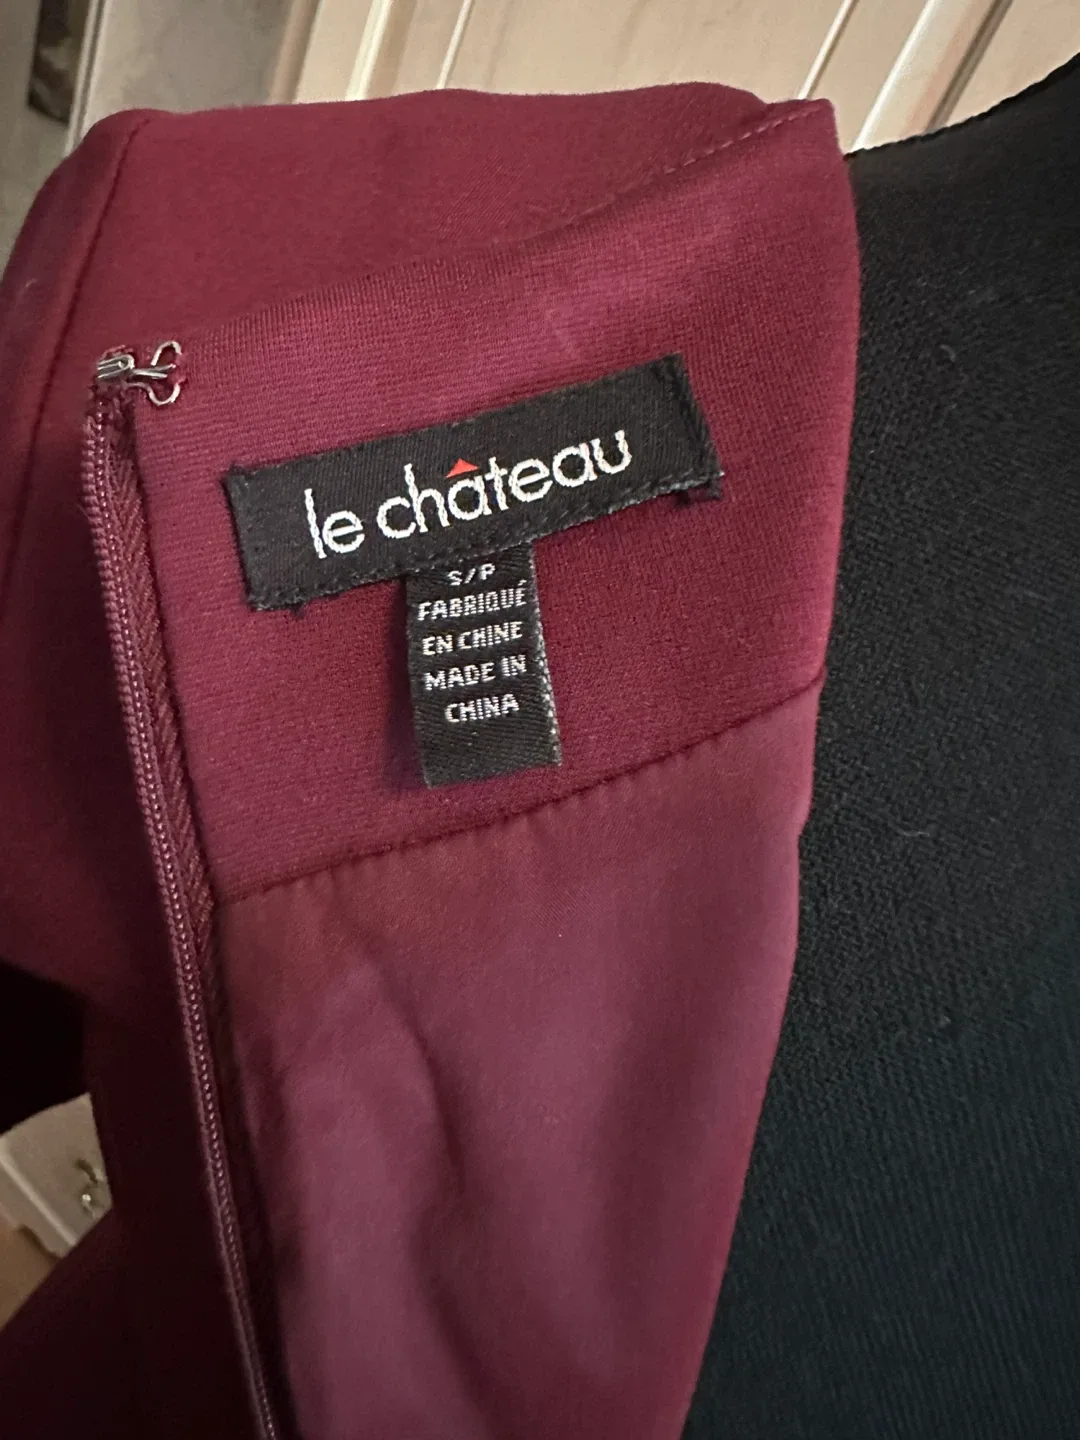 le château
S/P
FABRIQUÉ
EN CHINE
MADE IN
CHINA